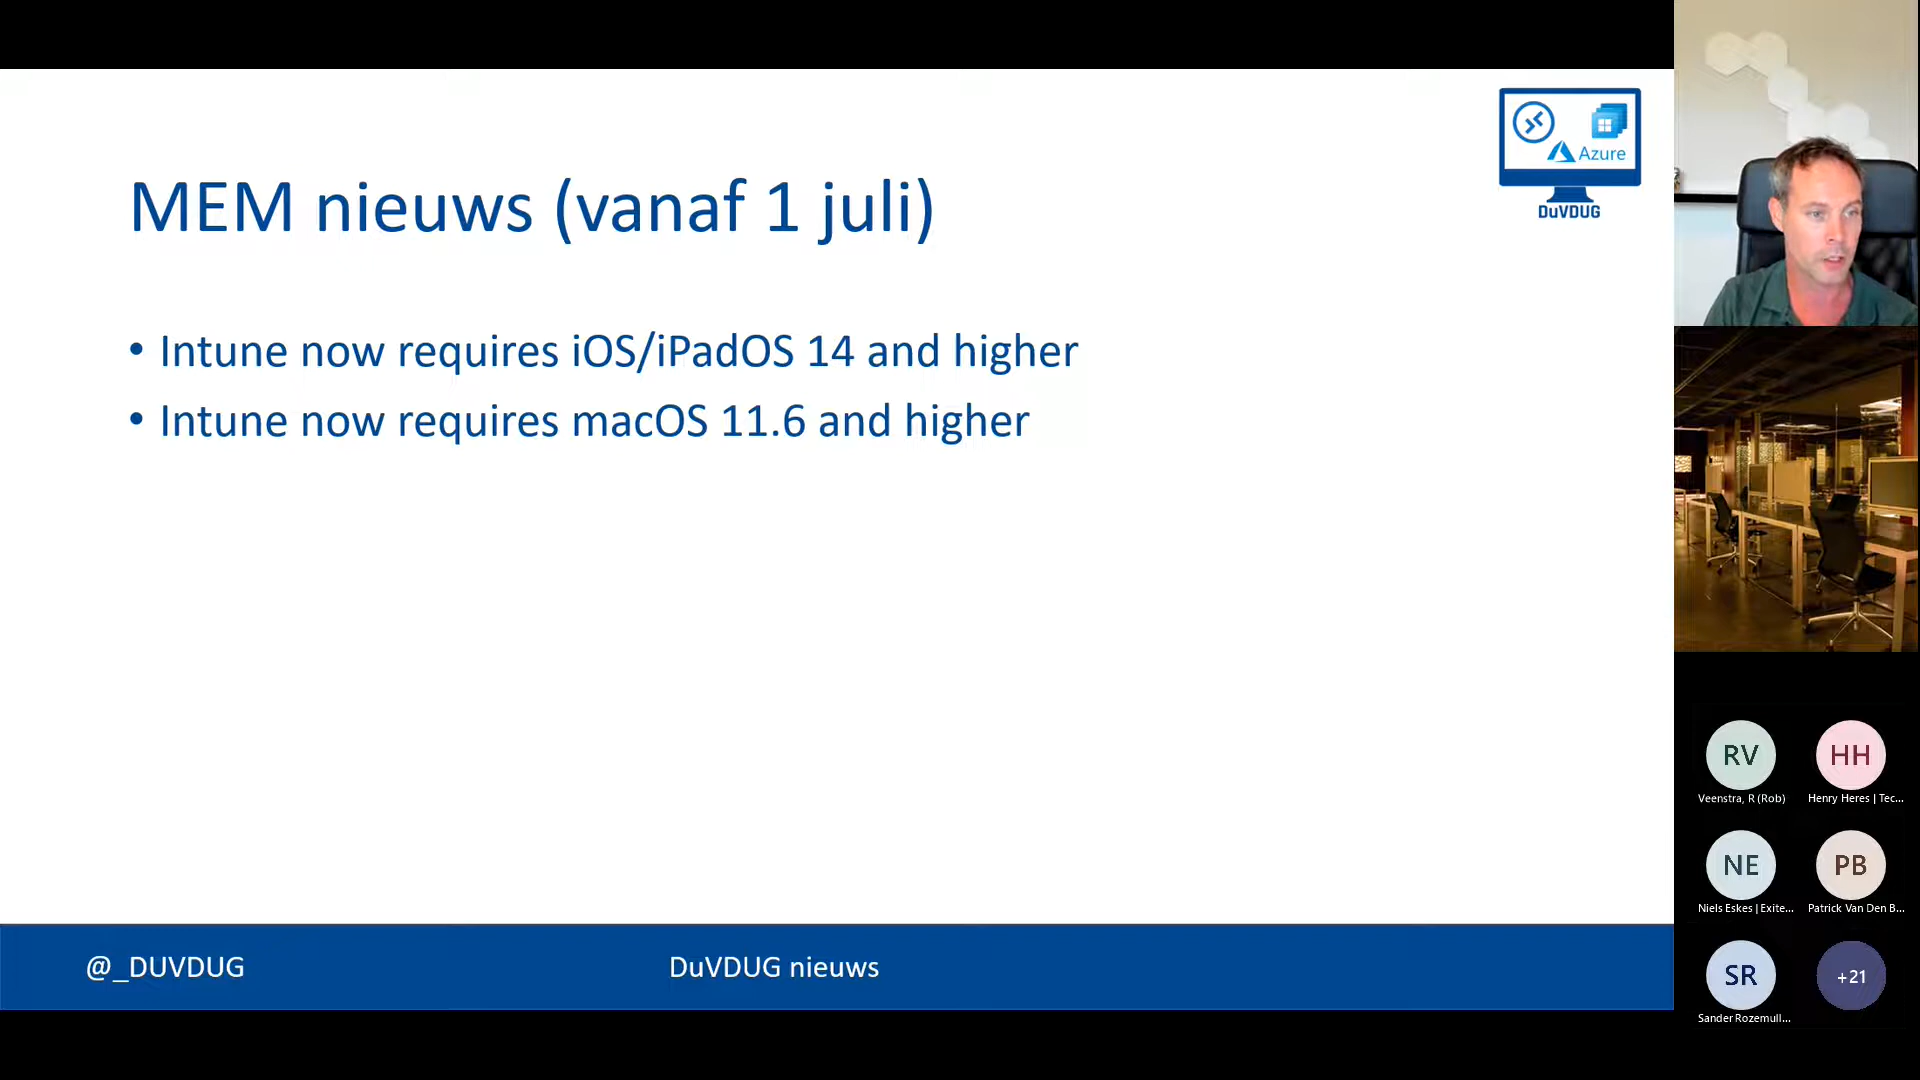 Azure
DuVDUG
MEM nieuws (vanaf 1 juli)
• Intune now requires iOS/iPadOS 14 and higher
• Intune now requires macOS 11.6 and higher
@_DUVDUG
DuVDUG nieuws
RV
Veenstra, R (Rob)
HH
Henry Heres | Tec...
NE
Niels Eskes | Exite...
PB
Patrick Van Den B...
SR
Sander Rozemull...
+21